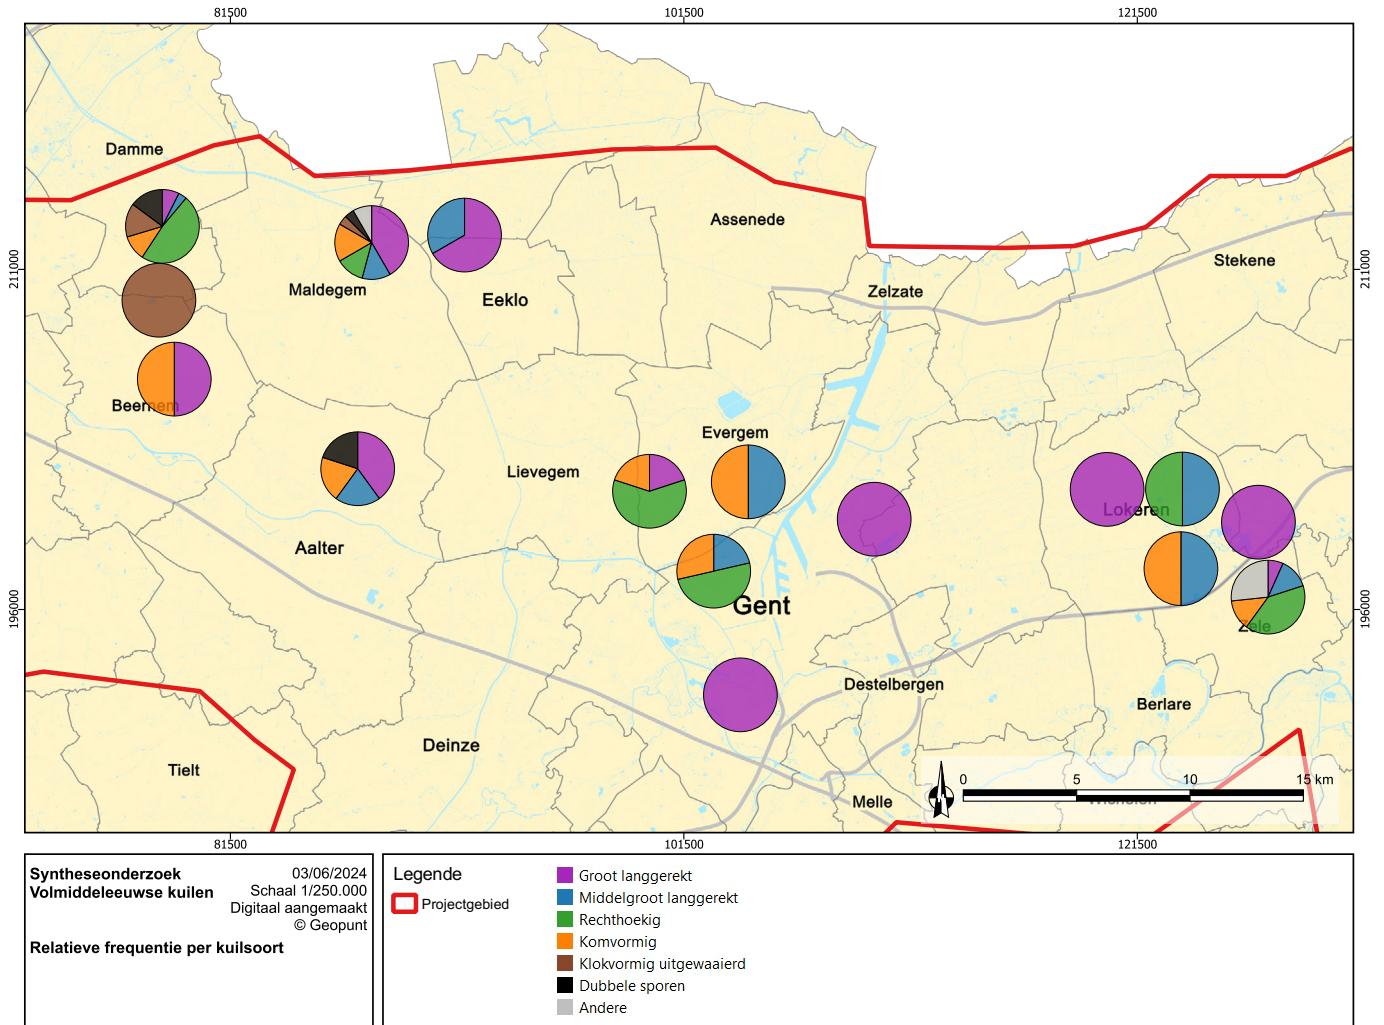 81500
101500
121500
Damme
Assenede
211000
211000
Stekene
Maldegem
Zelzate
Eeklo
Beernem
Evergem
Lievegem
Lokeren
Aalter
196000
196000
Gent
Zele
Destelbergen
Berlare
Deinze
Tielt
0
5
10
15 km
Melle
Wichelen
81500
101500
121500
Syntheseonderzoek
03/06/2024
Volmiddeleeuwse kuilen
Schaal 1/250.000
Digitaal aangemaakt
© Geopunt
Relatieve frequentie per kuilsoort
Legende
Projectgebied
Groot langgerekt
Middelgroot langgerekt
Rechthoekig
Komvormig
Klokvormig uitgewaaierd
Dubbele sporen
Andere